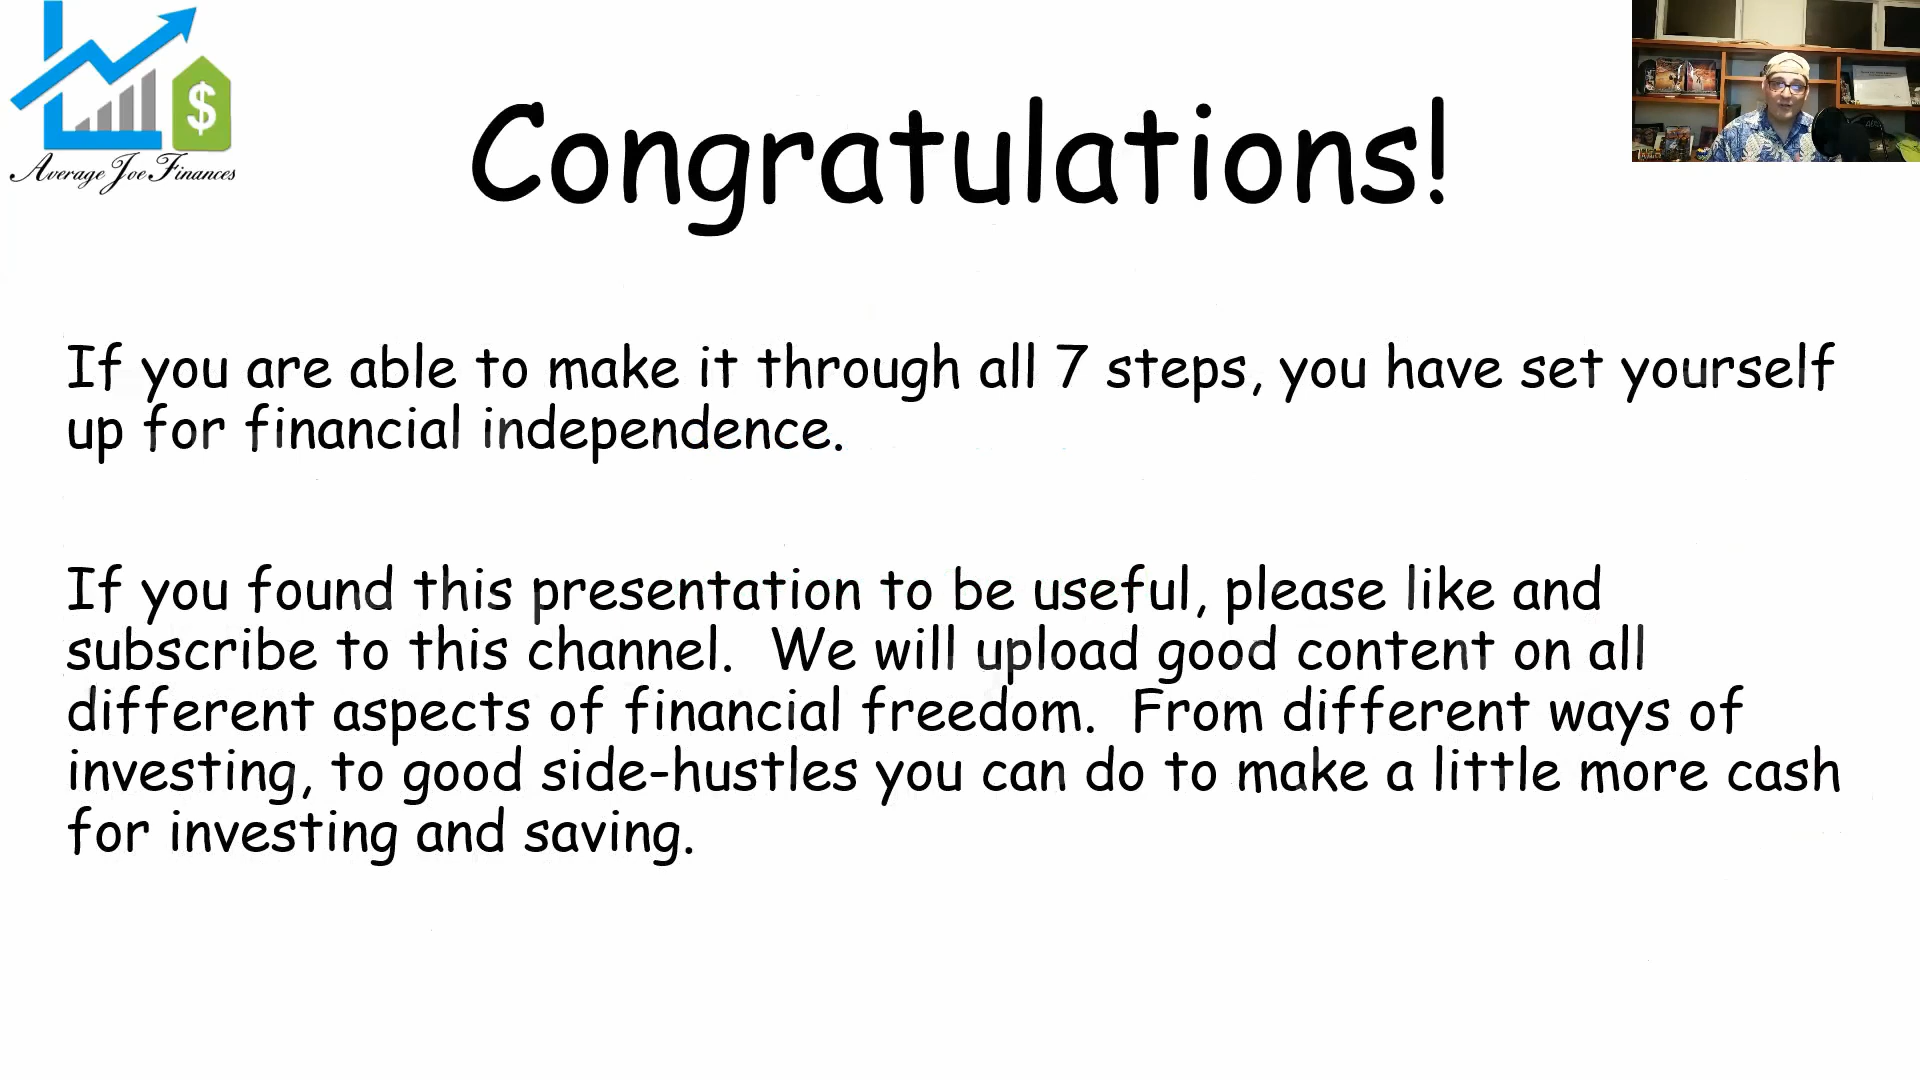 Average Joe Finances
Congratulations!
If you are able to make it through all 7 steps, you have set yourself
up for financial independence.
If you found this presentation to be useful, please like and
subscribe to this channel.  We will upload good content on all
different aspects of financial freedom.  From different ways of
investing, to good side-hustles you can do to make a little more cash
for investing and saving.